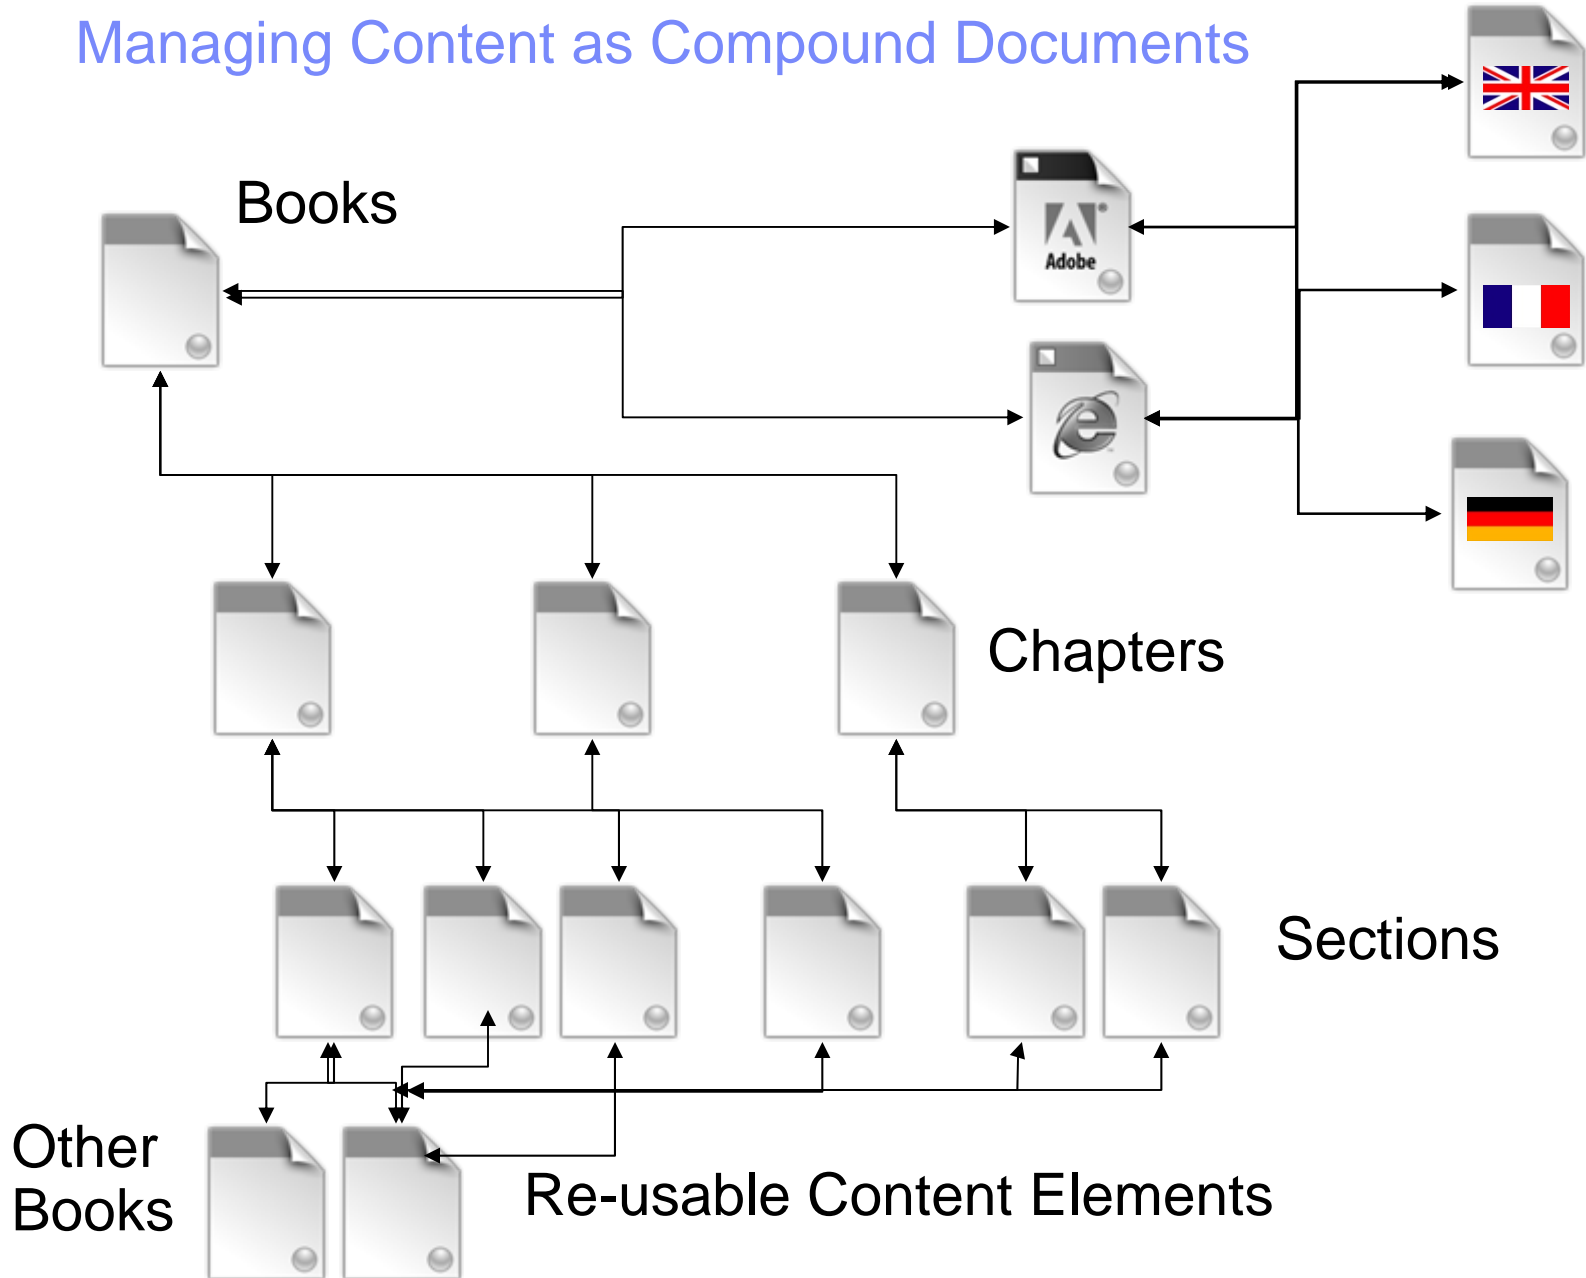 Managing Content as Compound Documents
Books
Adobe
Chapters
Sections
Other
Books
Re-usable Content Elements